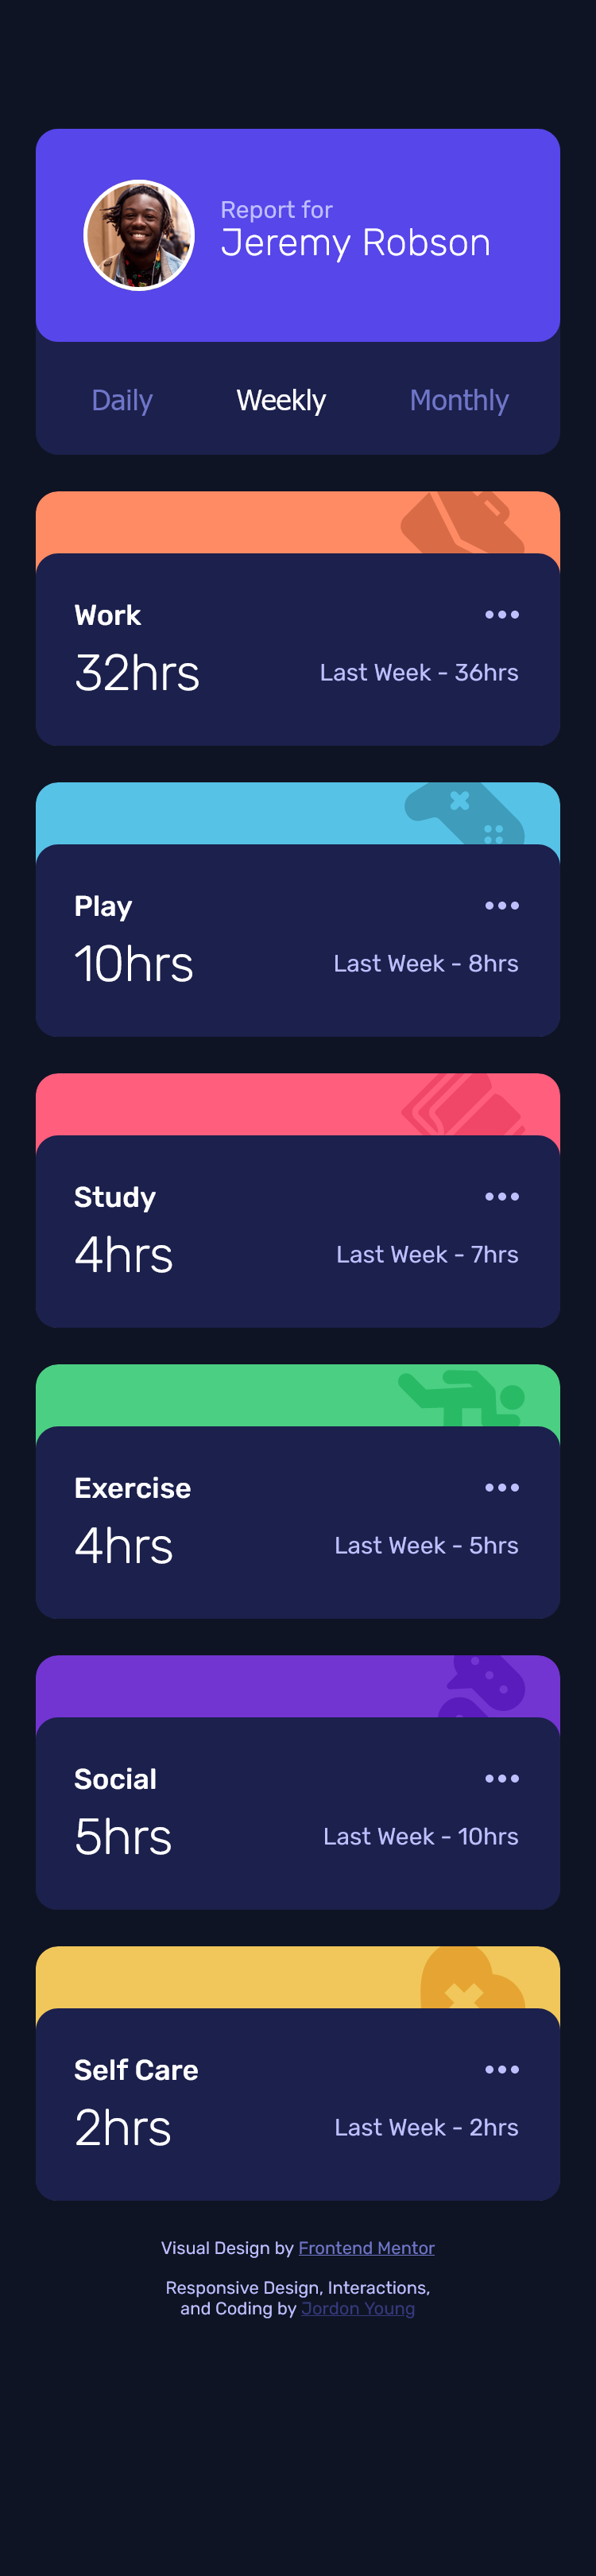 Report for
Jeremy Robson
Daily Weekly Monthly
Work
32hrs Last Week - 36hrs
Play
10hrs Last Week - 8hrs
Study
4hrs Last Week - 7hrs
Exercise
4hrs Last Week - 5hrs
Social
5hrs Last Week - 10hrs
Self Care
2hrs Last Week - 2hrs
Visual Design by Frontend Mentor
Responsive Design, Interactions,
and Coding by Jordon Young